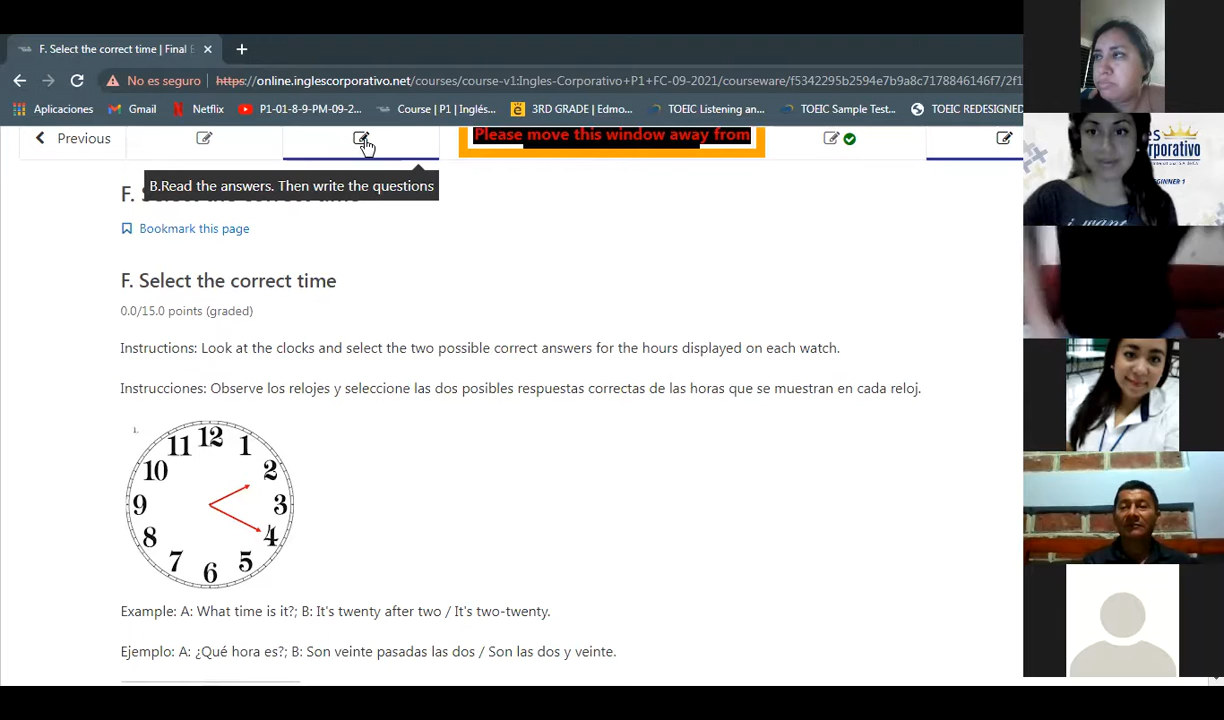 F. Select the correct time | Final E
No es seguro
https://online.inglescorporativo.net/courses/course-v1:Ingles-Corporativo+P1+FC-09-2021/courseware/f5342295b2594e7b9a8c7178846146f7/2f1
Aplicaciones Gmail Netflix P1-01-8-9-PM-09-2... Course | P1 | Inglés... 3RD GRADE | Edmo... TOEIC Listening an... TOEIC Sample Test... TOEIC REDESIGNED
Previous
Please move this window away from
B.Read the answers. Then write the questions
F. Select the correct time
Bookmark this page
F. Select the correct time
0.0/15.0 points (graded)
Instructions: Look at the clocks and select the two possible correct answers for the hours displayed on each watch.
Instrucciones: Observe los relojes y seleccione las dos posibles respuestas correctas de las horas que se muestran en cada reloj.
1.
12
11 1
10 2
9 3
8 4
7 5
6
Example: A: What time is it?; B: It's twenty after two / It's two-twenty.
Ejemplo: A: ¿Qué hora es?; B: Son veinte pasadas las dos / Son las dos y veinte.
orporativo
i want